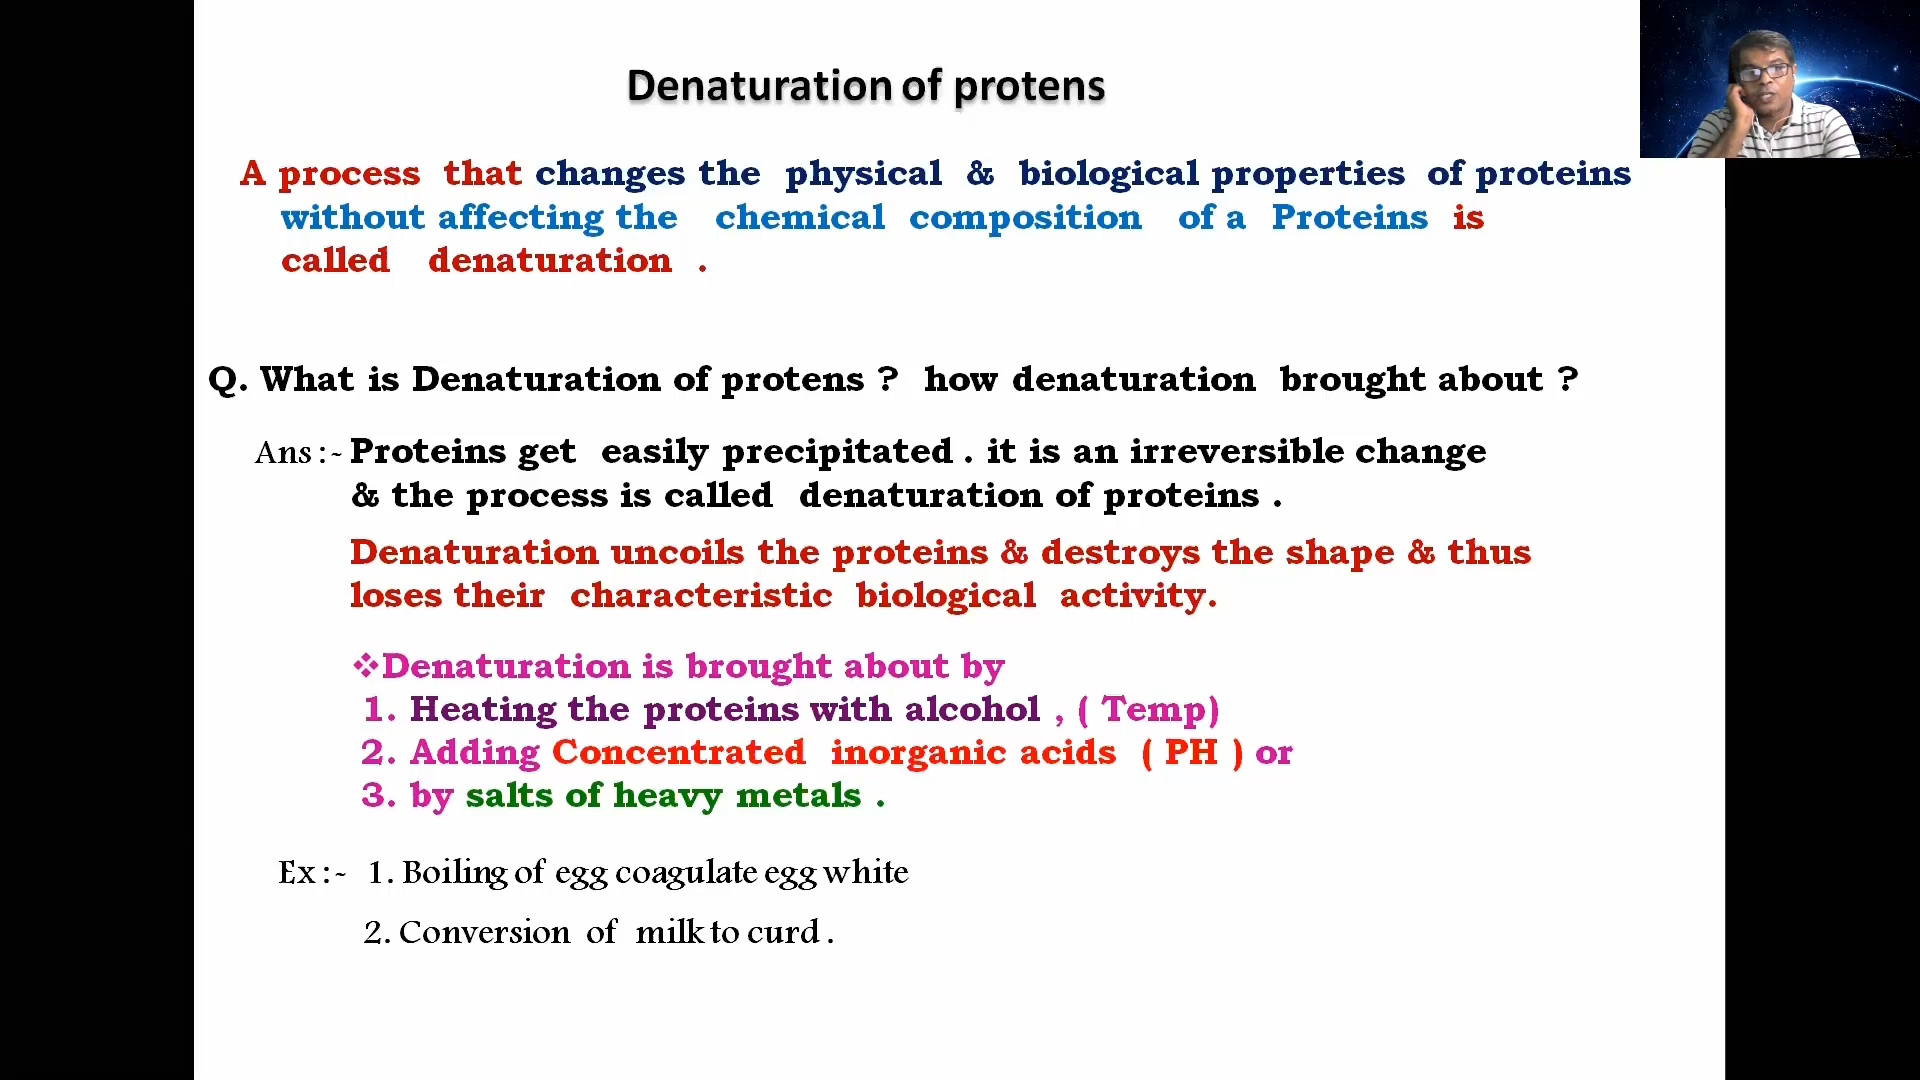 Denaturation of protens
A process that changes the physical & biological properties of proteins
without affecting the chemical composition of a Proteins is
called denaturation .
Q. What is Denaturation of protens ? how denaturation brought about ?
Ans :- Proteins get easily precipitated . it is an irreversible change
& the process is called denaturation of proteins .
Denaturation uncoils the proteins & destroys the shape & thus
loses their characteristic biological activity.
❖Denaturation is brought about by
1. Heating the proteins with alcohol , ( Temp)
2. Adding Concentrated inorganic acids ( PH ) or
3. by salts of heavy metals .
Ex :- 1. Boiling of egg coagulate egg white
2. Conversion of milk to curd .